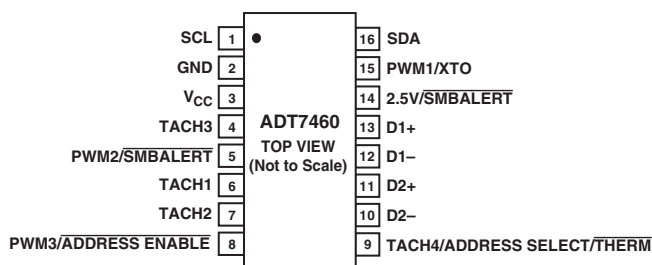 SCL 1 16 SDA
GND 2 15 PWM1/XTO
VCC 3 14 2.5V/SMBALERT
TACH3 4 ADT7460 13 D1+
PWM2/SMBALERT 5 TOP VIEW 12 D1–
(Not to Scale)
TACH1 6 11 D2+
TACH2 7 10 D2–
PWM3/ADDRESS ENABLE 8 9 TACH4/ADDRESS SELECT/THERM